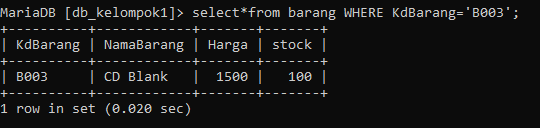 MariaDB [db_kelompok1]> select*from barang WHERE KdBarang='B003';
+----------+------------+-------+-------+
| KdBarang | NamaBarang | Harga | stock |
+----------+------------+-------+-------+
| B003     | CD Blank   |  1500 |   100 |
+----------+------------+-------+-------+
1 row in set (0.020 sec)